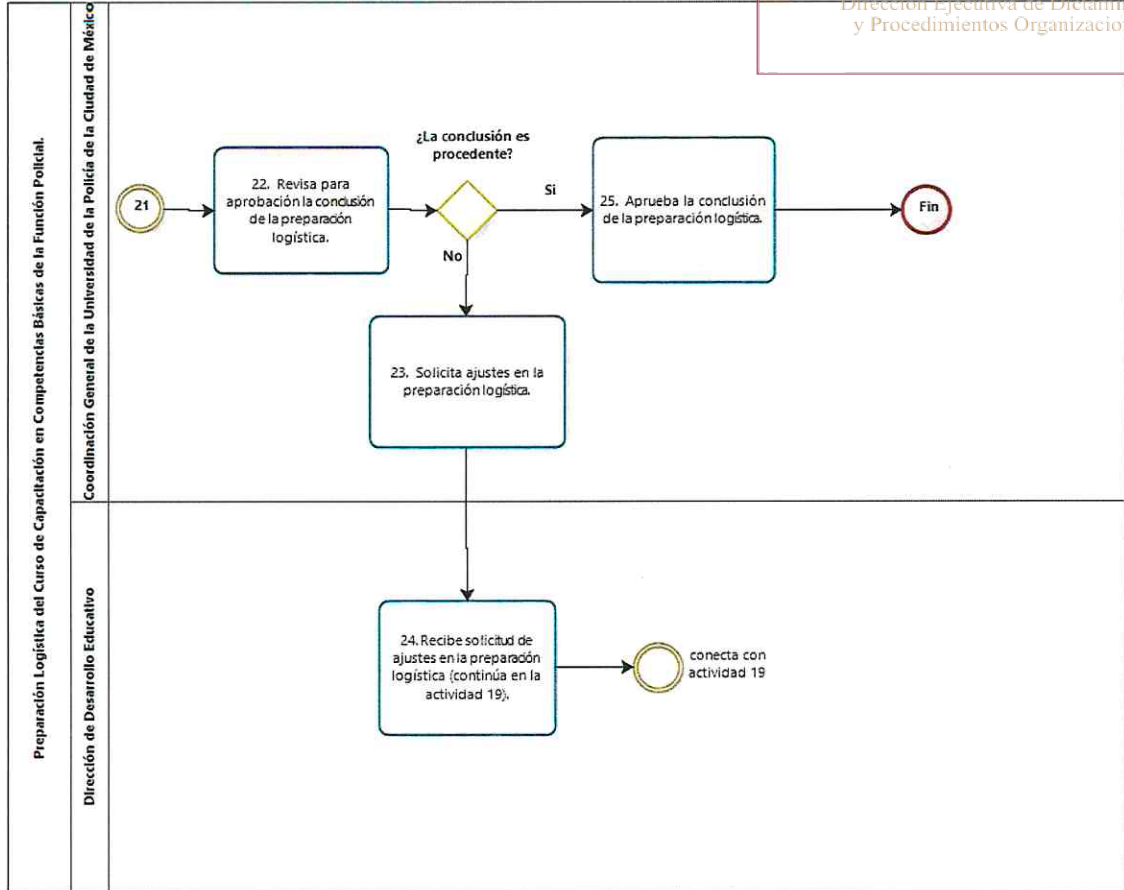 Dirección Ejecutiva de
y Procedimientos
Preparación Logística del Curso de Capacitación en Competencias Básicas de la Función Policial.
Coordinación General de la Universidad de la Policía de la Ciudad de México
21
22. Revisa para
aprobación la conclusión
de la preparación
logística.
¿La conclusión es
procedente?
Si
25. Aprueba la conclusión
de la preparación logística.
Fin
No
23. Solicita ajustes en la
preparación logística.
Dirección de Desarrollo Educativo
24. Recibe solicitud de
ajustes en la preparación
logística (continúa en la
actividad 19).
conecta con
actividad 19